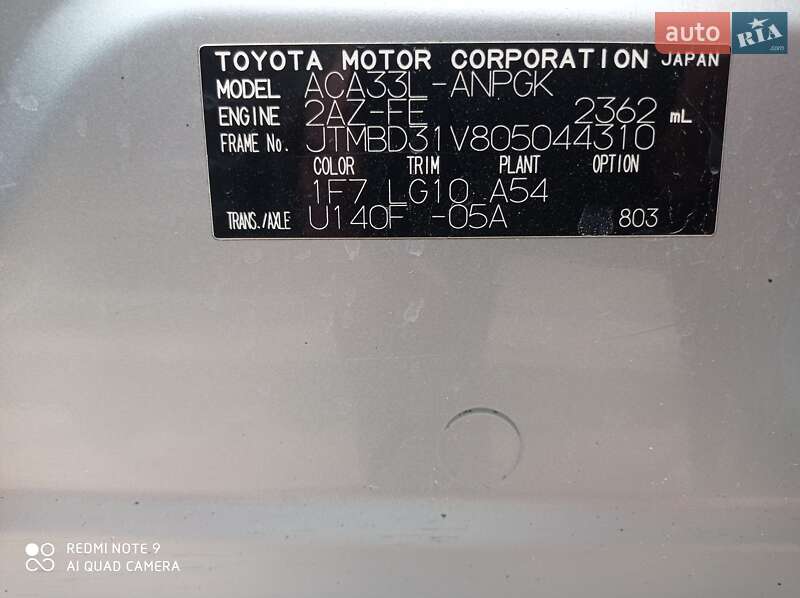 auto RIA .com
TOYOTA MOTOR CORPORATION JAPAN
MODEL ACA33L-ANPGK
ENGINE 2AZ-FE 2362 mL
FRAME No. JTMBD31V805044310
COLOR TRIM PLANT OPTION
1F7 LG10 A54
TRANS./AXLE U140F -05A 803
REDMI NOTE 9
AI QUAD CAMERA